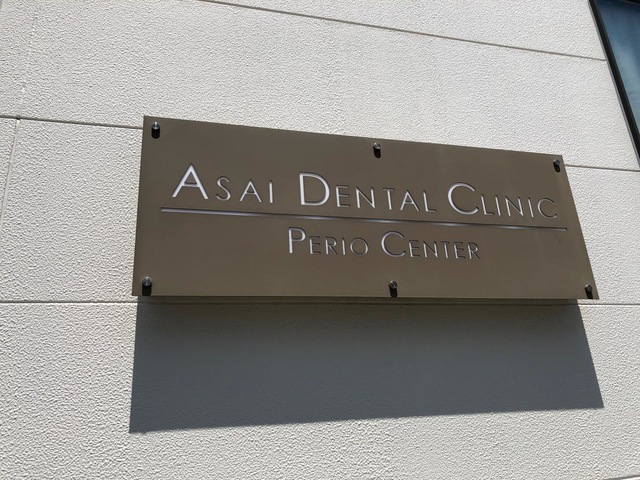 ASAI DENTAL CLINIC
PERIO CENTER